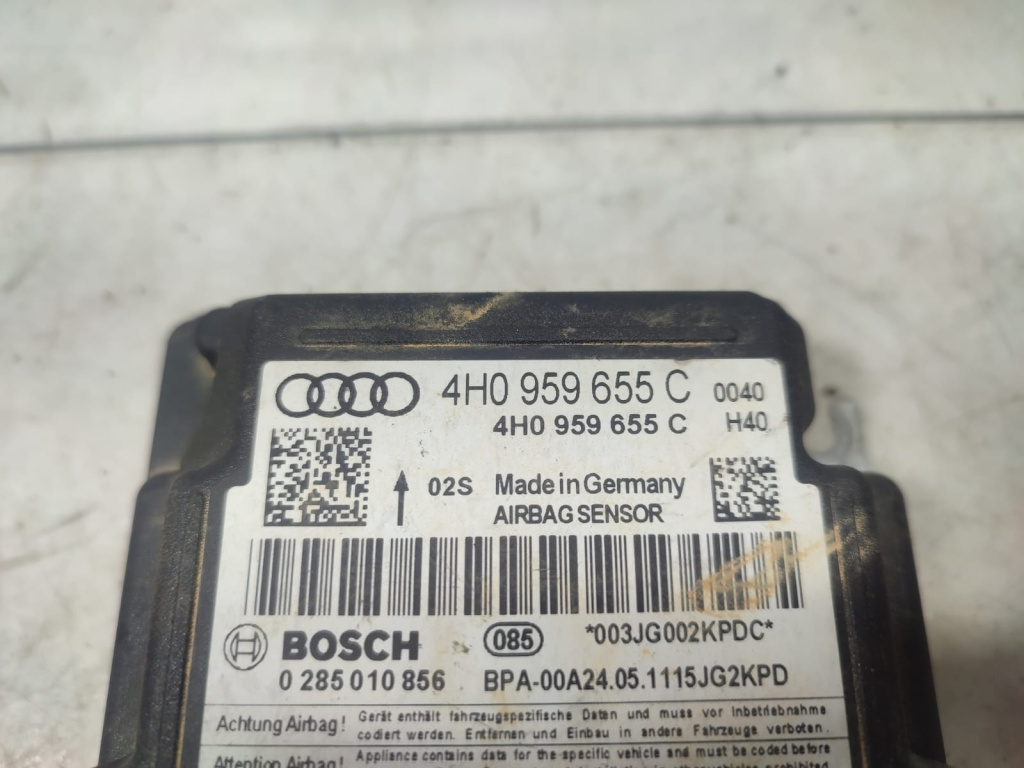 4H0 959 655 C 0040
4H0 959 655 C H40
02S Made in Germany
AIRBAG SENSOR
BOSCH 085 *003JG002KPDC*
0 285 010 856 BPA-00A24.05.1115JG2KPD
Achtung Airbag! Gerät enthält fahrzeugspezifische Daten und muss vor Inbetriebnahme
codiert werden. Entfernen und Einbau in andere Fahrzeuge verboten.
Attention Airbag! Appliance contains data for the specific vehicle and must be coded before